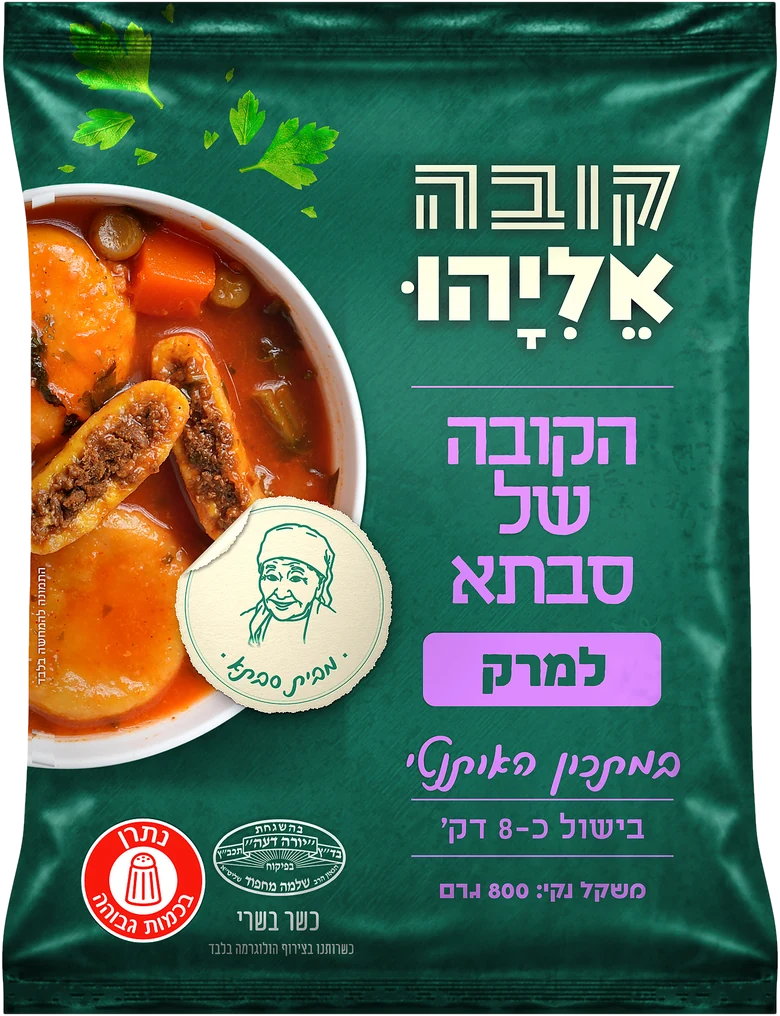 קובה
אֵלִיָהוּ
הקובה
של
סבתא
למרק
במתכון האותנטי
בישול כ-8 דק'
משקל נקי: 800 גרם
מבית סבתא
התמונה להמחשה בלבד
נתרן
בכמות גבוהה
בהשגחת
בד"ץ "יורה דעה" תכב"ץ
בפיקוח
הגאון הרב שלמה מחפוד שליט"א
כשר בשרי
כשרותנו בצירוף הולוגרמה בלבד